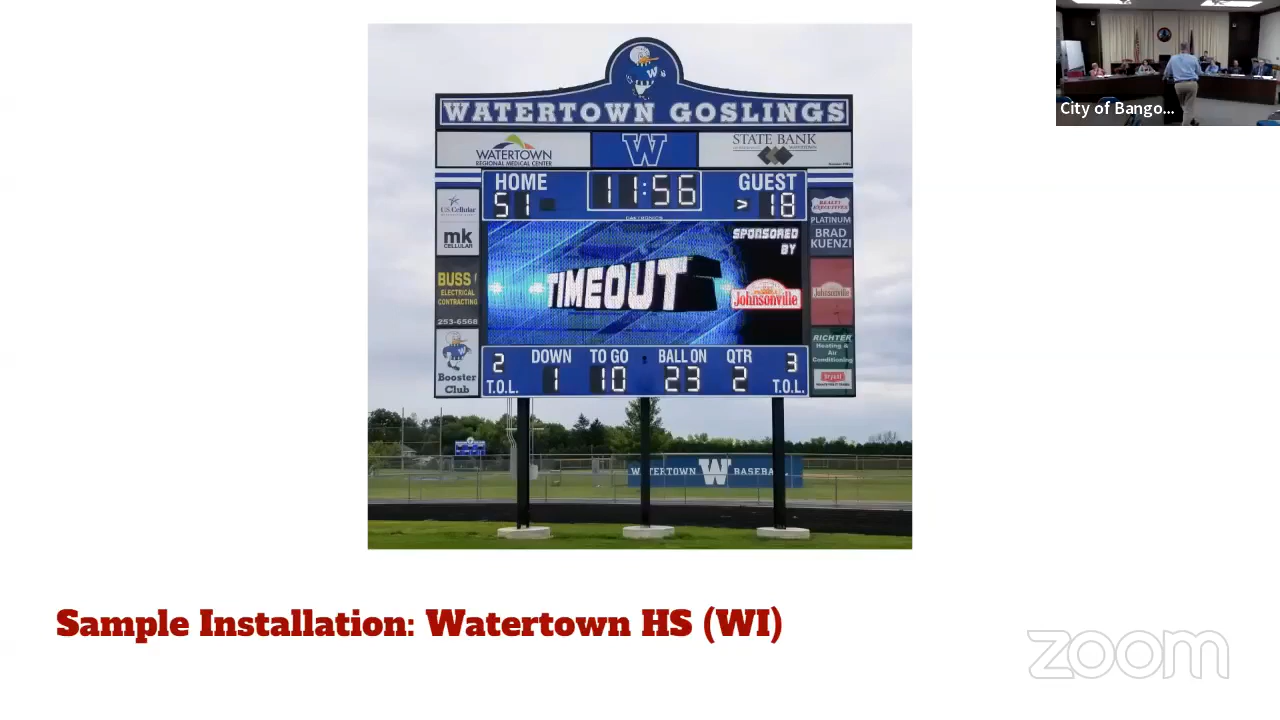 City of Bango...
W
WATERTOWN GOSLINGS
WATERTOWN
REGIONAL MEDICAL CENTER
W
STATE BANK
HOME
11:56
GUEST
51
> 18
DAKTRONICS
U.S. Cellular
mk
CELLULAR
BUSS
ELECTRICAL
CONTRACTING
253-6568
Booster
Club
SPONSORED
BY
TIMEOUT
Johnsonville
REALTY
EXECUTIVES
PLATINUM
BRAD
KUENZI
Johnsonville
RICHTER
Heating &
Air
Conditioning
bryant
2 DOWN TO GO BALL ON QTR 3
T.O.L. 1 10 23 2 T.O.L.
WATERTOWN W BASEBA
Sample Installation: Watertown HS (WI)
zoom